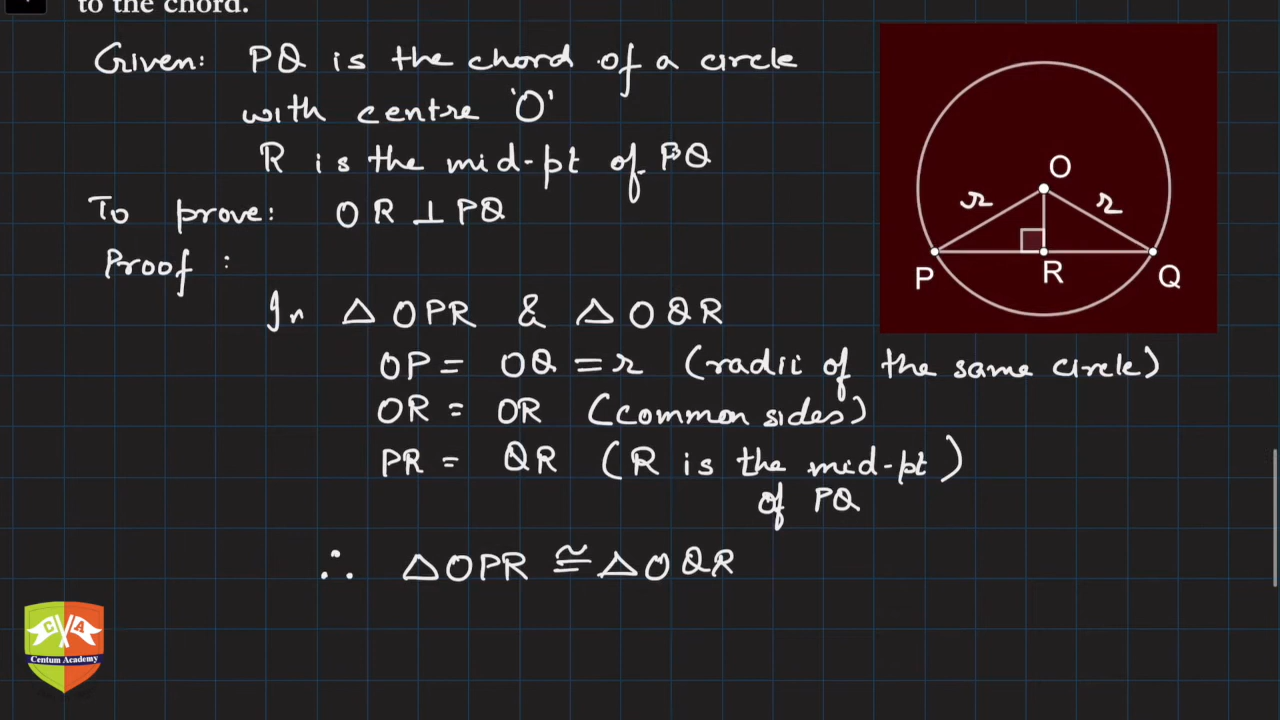 to the chord.
Given: PQ is the chord of a circle
with centre 'O'
R is the mid-pt of PQ
To prove: OR ⊥ PQ
Proof :
In △OPR & △OQR
OP = OQ = r (radii of the same circle)
OR = OR (common sides)
PR = QR (R is the mid-pt)
of PQ
∴ △OPR ≅ △OQR
O
r r
P R Q
C A
Centum Academy